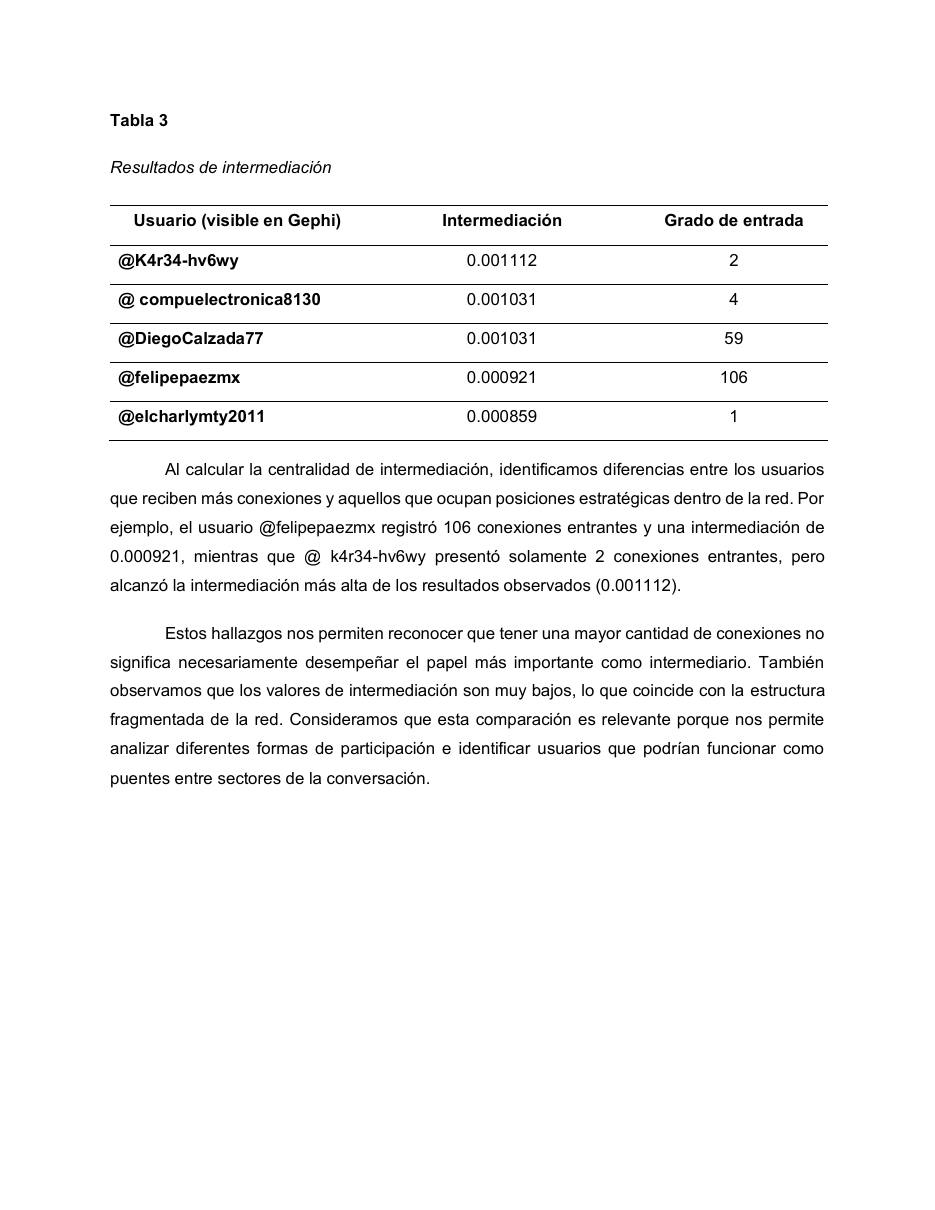 Tabla 3
Resultados de intermediación
Usuario (visible en Gephi) Intermediación Grado de entrada
@K4r34-hv6wy 0.001112 2
@ compuelectronica8130 0.001031 4
@DiegoCalzada77 0.001031 59
@felipepaezmx 0.000921 106
@elcharlymty2011 0.000859 1
Al calcular la centralidad de intermediación, identificamos diferencias entre los usuarios
que reciben más conexiones y aquellos que ocupan posiciones estratégicas dentro de la red. Por
ejemplo, el usuario @felipepaezmx registró 106 conexiones entrantes y una intermediación de
0.000921, mientras que @ k4r34-hv6wy presentó solamente 2 conexiones entrantes, pero
alcanzó la intermediación más alta de los resultados observados (0.001112).
Estos hallazgos nos permiten reconocer que tener una mayor cantidad de conexiones no
significa necesariamente desempeñar el papel más importante como intermediario. También
observamos que los valores de intermediación son muy bajos, lo que coincide con la estructura
fragmentada de la red. Consideramos que esta comparación es relevante porque nos permite
analizar diferentes formas de participación e identificar usuarios que podrían funcionar como
puentes entre sectores de la conversación.